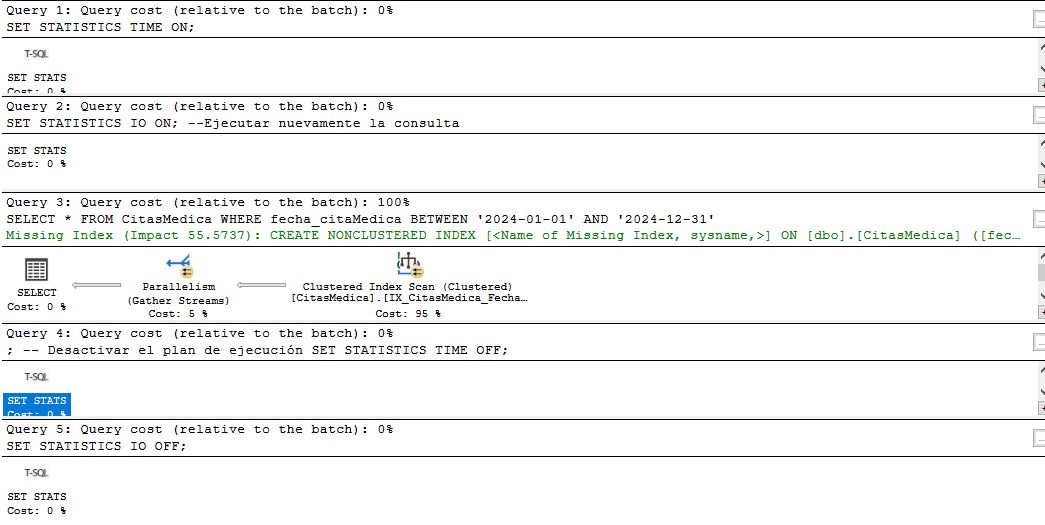 Query 1: Query cost (relative to the batch): 0%
SET STATISTICS TIME ON;
T-SQL
SET STATS
Cost: 0 %
Query 2: Query cost (relative to the batch): 0%
SET STATISTICS IO ON; --Ejecutar nuevamente la consulta
SET STATS
Cost: 0 %
Query 3: Query cost (relative to the batch): 100%
SELECT * FROM CitasMedica WHERE fecha_citaMedica BETWEEN '2024-01-01' AND '2024-12-31'
Missing Index (Impact 55.5737): CREATE NONCLUSTERED INDEX [<Name of Missing Index, sysname,>] ON [dbo].[CitasMedica] ([fec...
SELECT
Cost: 0 %
Parallelism
(Gather Streams)
Cost: 5 %
Clustered Index Scan (Clustered)
[CitasMedica].[IX_CitasMedica_Fecha...
Cost: 95 %
Query 4: Query cost (relative to the batch): 0%
; -- Desactivar el plan de ejecución SET STATISTICS TIME OFF;
T-SQL
SET STATS
Cost: 0 %
Query 5: Query cost (relative to the batch): 0%
SET STATISTICS IO OFF;
T-SQL
SET STATS
Cost: 0 %